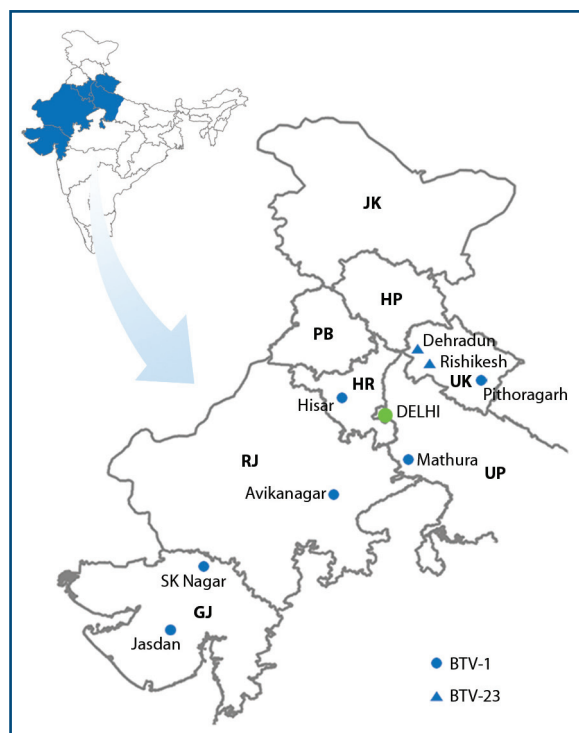 JK
HP
PB
Dehradun
Rishikesh
HR
UK
Pithoragarh
Hisar
DELHI
RJ
Mathura
UP
Avikanagar
SK Nagar
GJ
Jasdan
BTV-1
BTV-23